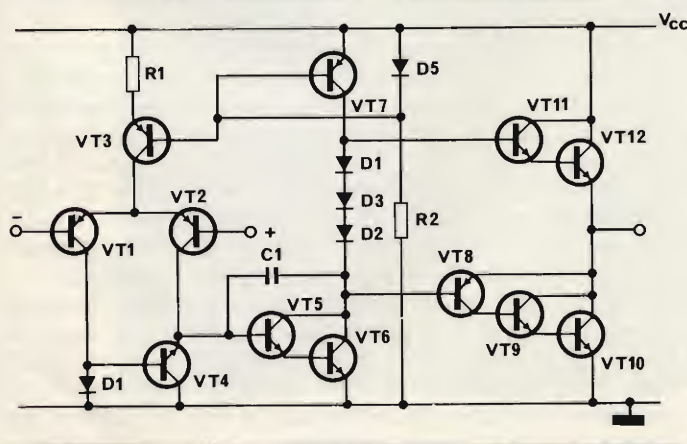 Vcc
R1
D5
VT7
VT11
VT3
VT12
D1
VT2
D3
R2
−
+
D2
VT1
C1
VT8
VT5
VT6
D1
VT4
VT9
VT10